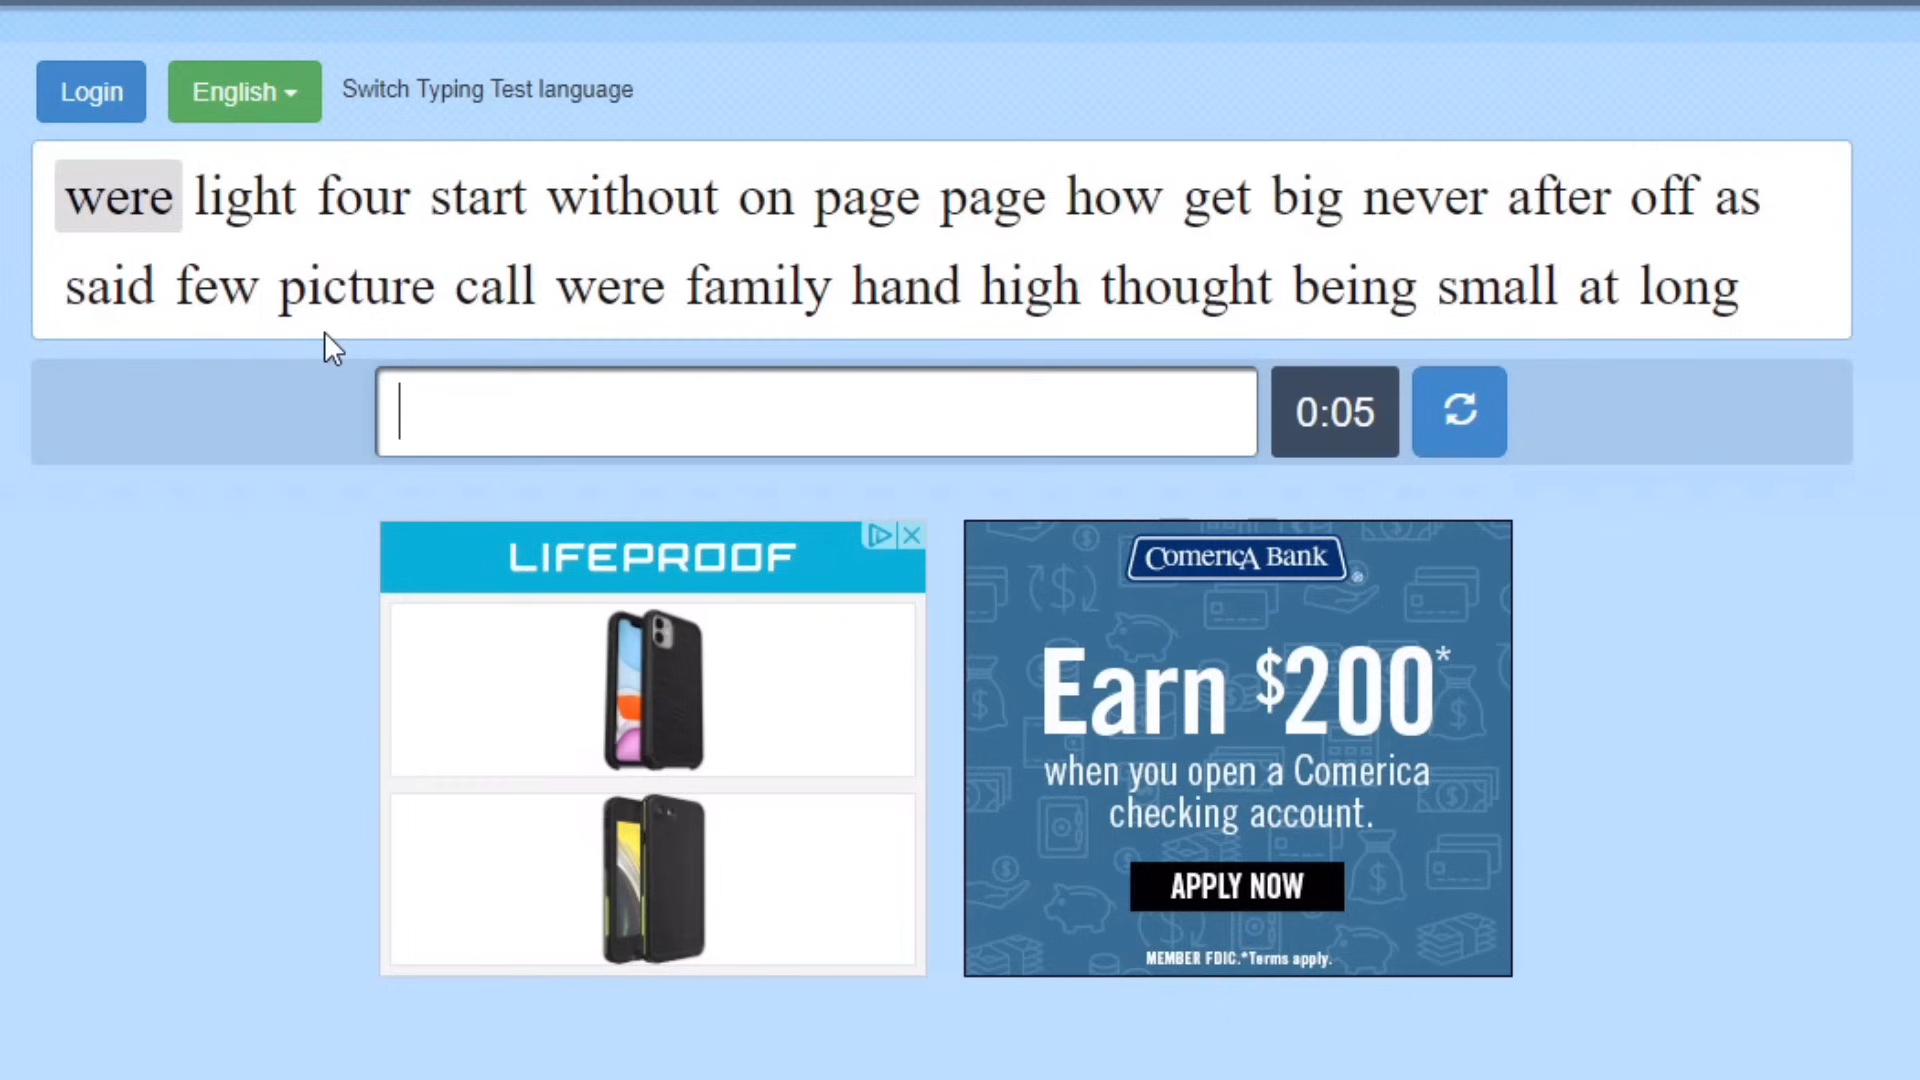 Login English Switch Typing Test language
were light four start without on page page how get big never after off as
said few picture call were family hand high thought being small at long
0:05
LIFEPROOF
Comerica Bank®
Earn $200*
when you open a Comerica
checking account.
APPLY NOW
MEMBER FDIC.*Terms apply.